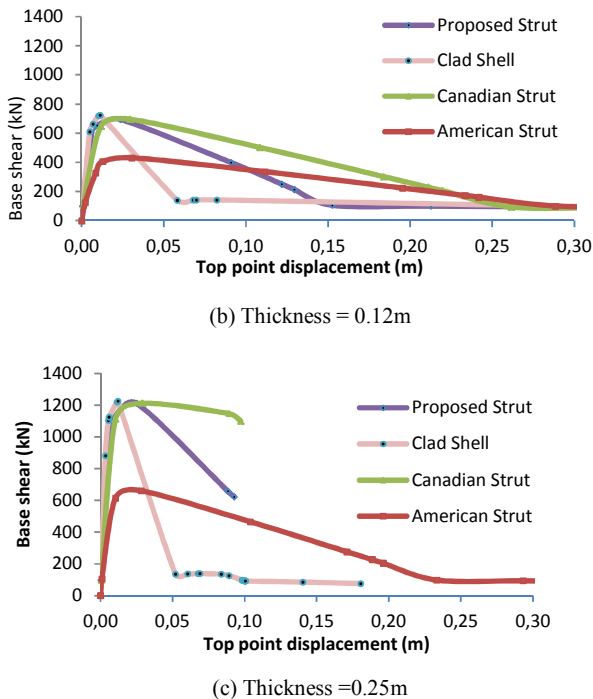 1400
1200
1000
800
600
400
200
0
Base shear (kN)
Proposed Strut
Clad Shell
Canadian Strut
American Strut
0,00 0,05 0,10 0,15 0,20 0,25 0,30
Top point displacement (m)
(b) Thickness = 0.12m
1400
1200
1000
800
600
400
200
0
Base shear (kN)
Proposed Strut
Clad Shell
Canadian Strut
American Strut
0,00 0,05 0,10 0,15 0,20 0,25 0,30
Top point displacement (m)
(c) Thickness =0.25m